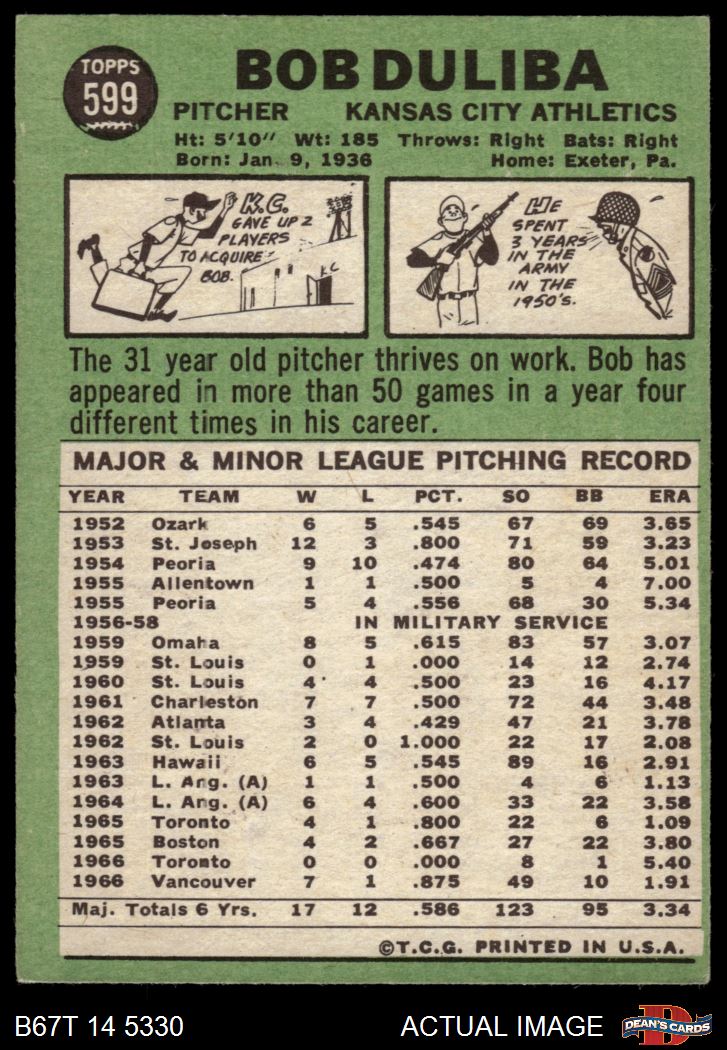 TOPPS
599
BOB DULIBA
PITCHER KANSAS CITY ATHLETICS
Ht: 5'10" Wt: 185 Throws: Right Bats: Right
Born: Jan. 9, 1936 Home: Exeter, Pa.
K.C.
GAVE UP 2
PLAYERS
TO ACQUIRE
BOB.
K C
HE
SPENT
3 YEARS
IN THE
ARMY
IN THE
1950'S.
The 31 year old pitcher thrives on work. Bob has
appeared in more than 50 games in a year four
different times in his career.
MAJOR & MINOR LEAGUE PITCHING RECORD
YEAR TEAM W L PCT. SO BB ERA
1952 Ozark 6 5 .545 67 69 3.65
1953 St. Joseph 12 3 .800 71 59 3.23
1954 Peoria 9 10 .474 80 64 5.01
1955 Allentown 1 1 .500 5 4 7.00
1955 Peoria 5 4 .556 68 30 5.34
1956-58 IN MILITARY SERVICE
1959 Omaha 8 5 .615 83 57 3.07
1959 St. Louis 0 1 .000 14 12 2.74
1960 St. Louis 4 4 .500 23 16 4.17
1961 Charleston 7 7 .500 72 44 3.48
1962 Atlanta 3 4 .429 47 21 3.78
1962 St. Louis 2 0 1.000 22 17 2.08
1963 Hawaii 6 5 .545 89 16 2.91
1963 L. Ang. (A) 1 1 .500 4 6 1.13
1964 L. Ang. (A) 6 4 .600 33 22 3.58
1965 Toronto 4 1 .800 22 6 1.09
1965 Boston 4 2 .667 27 22 3.80
1966 Toronto 0 0 .000 8 1 5.40
1966 Vancouver 7 1 .875 49 10 1.91
Maj. Totals 6 Yrs. 17 12 .586 123 95 3.34
©T.C.G. PRINTED IN U.S.A.
B67T 14 5330 ACTUAL IMAGE
D
DEAN'S CARDS